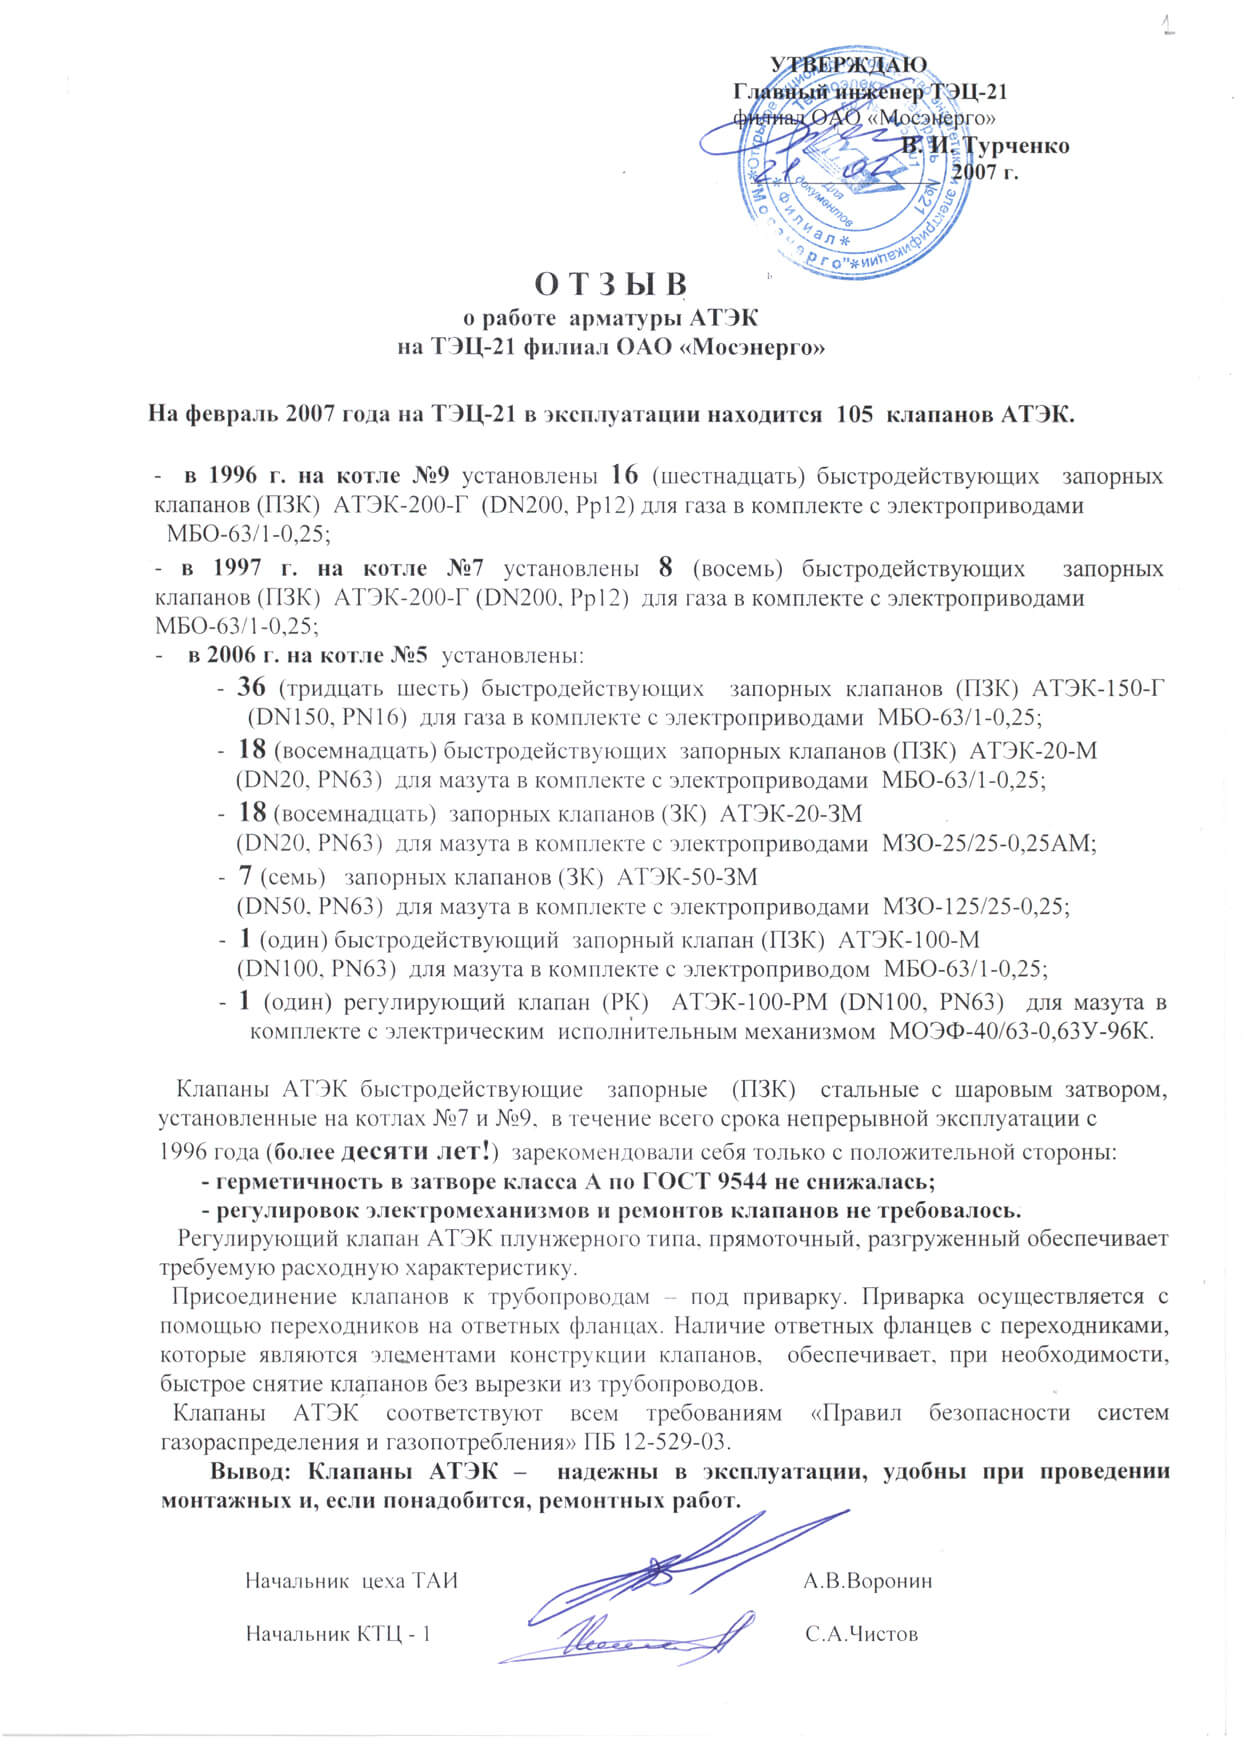 1
УТВЕРЖДАЮ
Главный инженер ТЭЦ-21
филиал ОАО «Мосэнерго»
В. И. Турченко
21 02 2007 г.
О Т З Ы В
о работе арматуры АТЭК
на ТЭЦ-21 филиал ОАО «Мосэнерго»
На февраль 2007 года на ТЭЦ-21 в эксплуатации находится 105 клапанов АТЭК.
- в 1996 г. на котле №9 установлены 16 (шестнадцать) быстродействующих запорных
клапанов (ПЗК) АТЭК-200-Г (DN200, Pp12) для газа в комплекте с электроприводами
МБО-63/1-0,25;
- в 1997 г. на котле №7 установлены 8 (восемь) быстродействующих запорных
клапанов (ПЗК) АТЭК-200-Г (DN200, Pp12) для газа в комплекте с электроприводами
МБО-63/1-0,25;
- в 2006 г. на котле №5 установлены:
- 36 (тридцать шесть) быстродействующих запорных клапанов (ПЗК) АТЭК-150-Г
(DN150, PN16) для газа в комплекте с электроприводами МБО-63/1-0,25;
- 18 (восемнадцать) быстродействующих запорных клапанов (ПЗК) АТЭК-20-М
(DN20, PN63) для мазута в комплекте с электроприводами МБО-63/1-0,25;
- 18 (восемнадцать) запорных клапанов (ЗК) АТЭК-20-ЗМ
(DN20, PN63) для мазута в комплекте с электроприводами МЗО-25/25-0,25АМ;
- 7 (семь) запорных клапанов (ЗК) АТЭК-50-ЗМ
(DN50, PN63) для мазута в комплекте с электроприводами МЗО-125/25-0,25;
- 1 (один) быстродействующий запорный клапан (ПЗК) АТЭК-100-М
(DN100, PN63) для мазута в комплекте с электроприводом МБО-63/1-0,25;
- 1 (один) регулирующий клапан (РК) АТЭК-100-РМ (DN100, PN63) для мазута в
комплекте с электрическим исполнительным механизмом МОЭФ-40/63-0,63У-96К.
Клапаны АТЭК быстродействующие запорные (ПЗК) стальные с шаровым затвором,
установленные на котлах №7 и №9, в течение всего срока непрерывной эксплуатации с
1996 года (более десяти лет!) зарекомендовали себя только с положительной стороны:
- герметичность в затворе класса А по ГОСТ 9544 не снижалась;
- регулировок электромеханизмов и ремонтов клапанов не требовалось.
Регулирующий клапан АТЭК плунжерного типа, прямоточный, разгруженный обеспечивает
требуемую расходную характеристику.
Присоединение клапанов к трубопроводам – под приварку. Приварка осуществляется с
помощью переходников на ответных фланцах. Наличие ответных фланцев с переходниками,
которые являются элементами конструкции клапанов, обеспечивает, при необходимости,
быстрое снятие клапанов без вырезки из трубопроводов.
Клапаны АТЭК соответствуют всем требованиям «Правил безопасности систем
газораспределения и газопотребления» ПБ 12-529-03.
Вывод: Клапаны АТЭК – надежны в эксплуатации, удобны при проведении
монтажных и, если понадобится, ремонтных работ.
Начальник цеха ТАИ А.В.Воронин
Начальник КТЦ - 1 С.А.Чистов